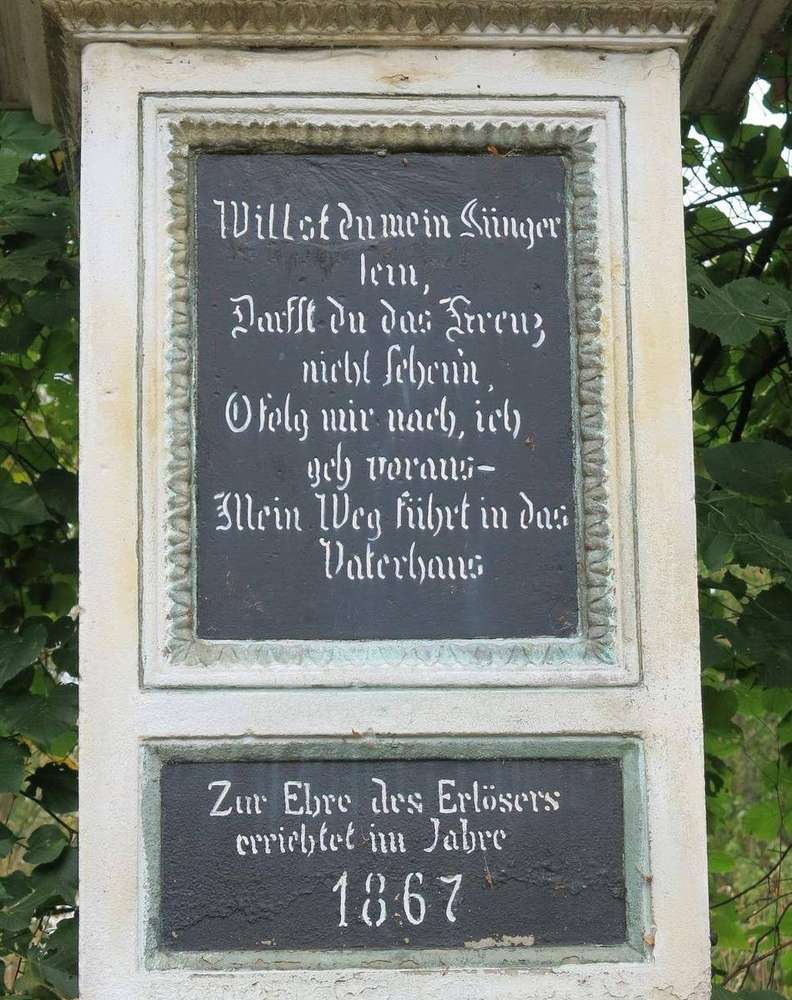 Willst du mein Jünger
sein,
Darfst du das Kreuz
nicht scheu'n,
O folg mir nach, ich
geh voraus-
Mein Weg führt in das
Vaterhaus
Zur Ehre des Erlösers
errichtet im Jahre
1867